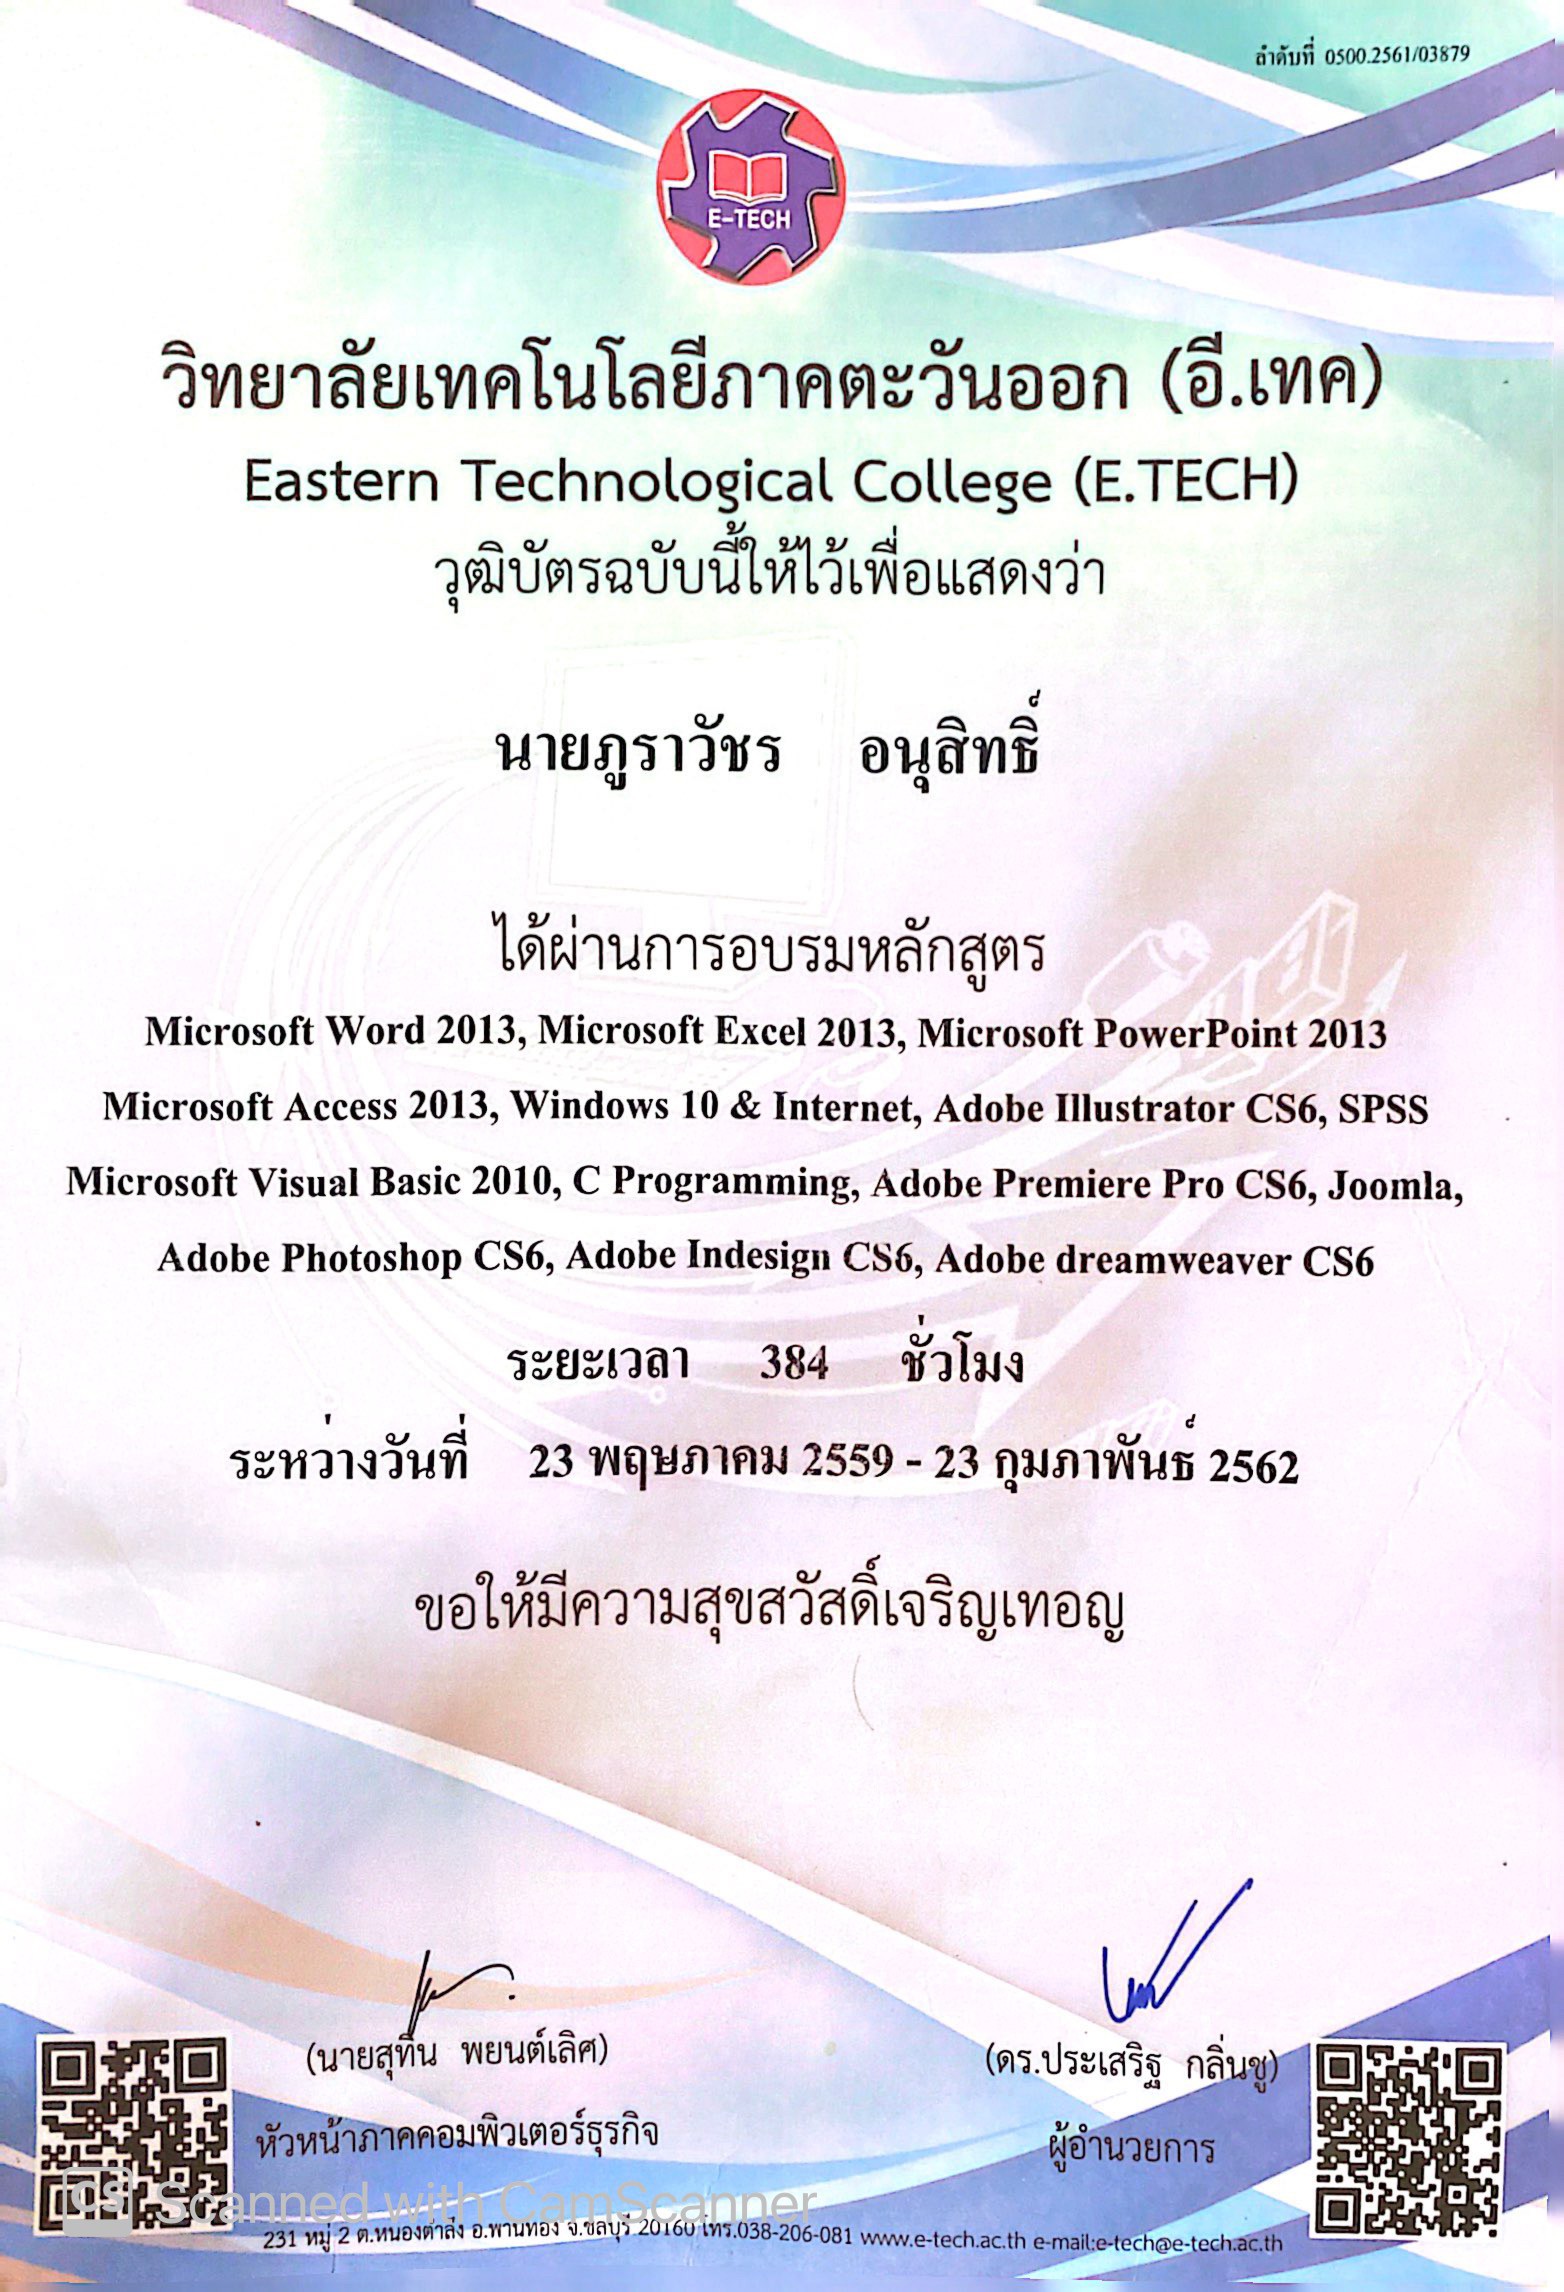 ลำดับที่ 0500.2561/03879
E-TECH
วิทยาลัยเทคโนโลยีภาคตะวันออก (อี.เทค)
Eastern Technological College (E.TECH)
วุฒิบัตรฉบับนี้ให้ไว้เพื่อแสดงว่า
นายภูราวัชร อนุสิทธิ์
ได้ผ่านการอบรมหลักสูตร
Microsoft Word 2013, Microsoft Excel 2013, Microsoft PowerPoint 2013
Microsoft Access 2013, Windows 10 & Internet, Adobe Illustrator CS6, SPSS
Microsoft Visual Basic 2010, C Programming, Adobe Premiere Pro CS6, Joomla,
Adobe Photoshop CS6, Adobe Indesign CS6, Adobe dreamweaver CS6
ระยะเวลา 384 ชั่วโมง
ระหว่างวันที่ 23 พฤษภาคม 2559 - 23 กุมภาพันธ์ 2562
ขอให้มีความสุขสวัสดิ์เจริญเทอญ
(นายสุทิน พยนต์เลิศ) (ดร.ประเสริฐ กลิ่นชู)
หัวหน้าภาคคอมพิวเตอร์ธุรกิจ ผู้อำนวยการ
CS Scanned with CamScanner
231 หมู่ 2 ต.หนองตำลึง อ.พานทอง จ.ชลบุรี 20160 โทร.038-206-081 www.e-tech.ac.th e-mail:e-tech@e-tech.ac.th